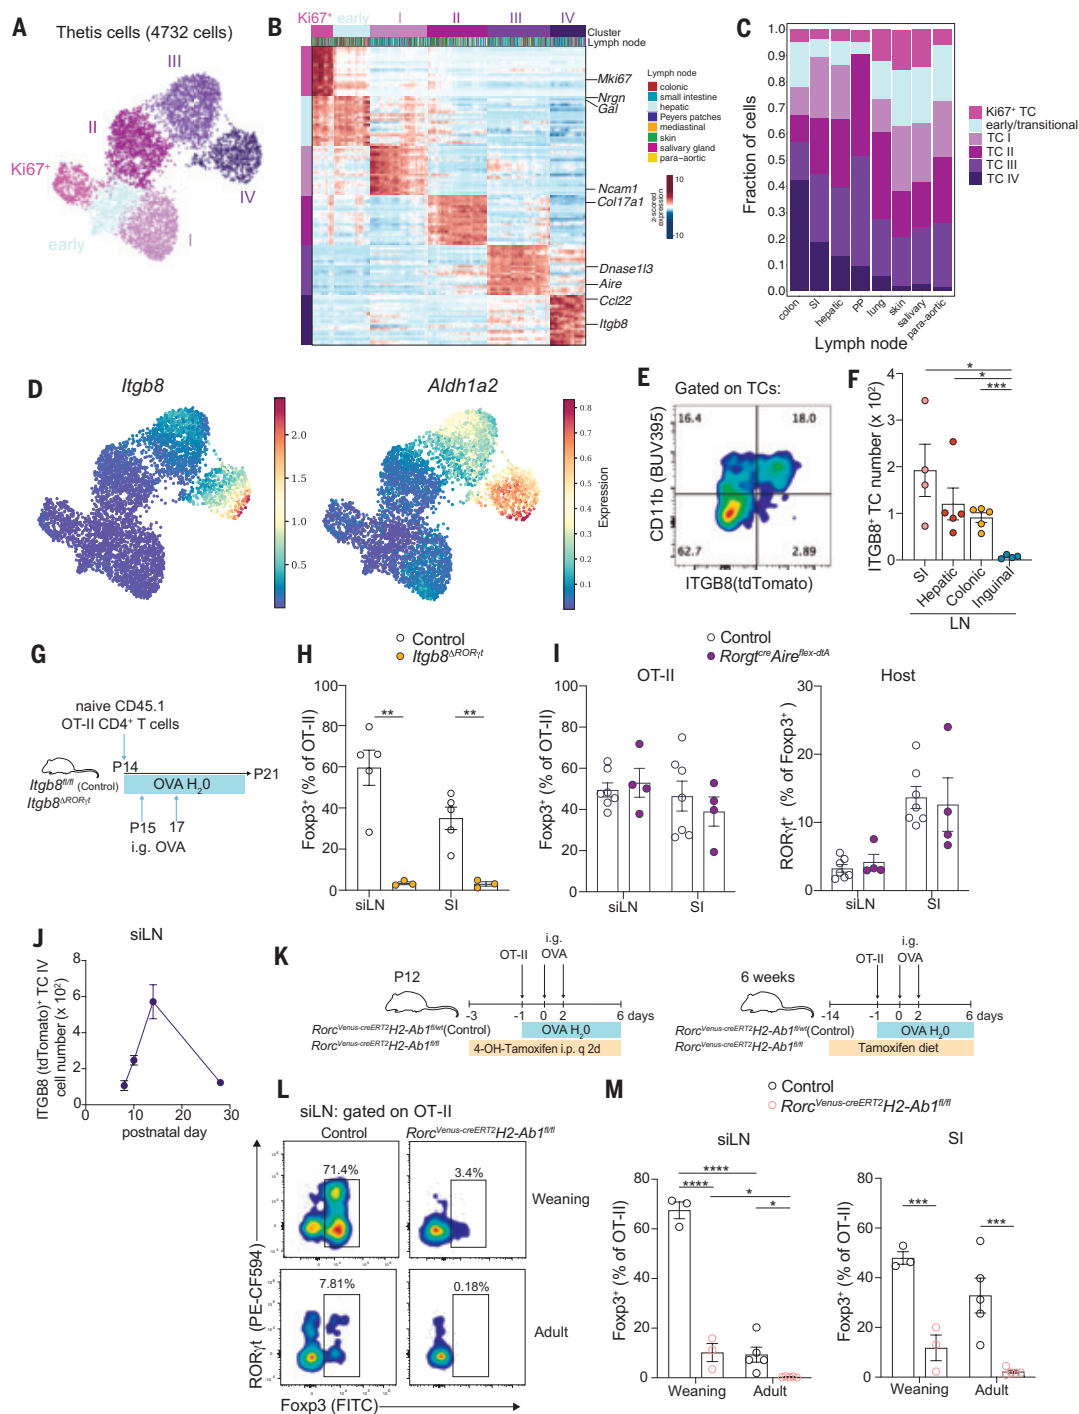 A
Thetis cells (4732 cells)
III
II
Ki67⁺
IV
early
I
B
Ki67⁺ early I II III IV
Cluster
Lymph node
Mki67
Nrgn
Gal
Ncam1
Col17a1
Dnase1l3
Aire
Ccl22
Itgb8
Lymph node
colonic
small intestine
hepatic
Peyers patches
mediastinal
skin
salivary gland
para-aortic
10
-10
z-scored
expression
C
Fraction of cells
1.0
0.9
0.8
0.7
0.6
0.5
0.4
0.3
0.2
0.1
0.0
colon
SI
hepatic
PP
lung
skin
salivary
para-aortic
Lymph node
Ki67⁺ TC
early/transitional
TC I
TC II
TC III
TC IV
D
Itgb8
2.0
1.5
1.0
0.5
Aldh1a2
0.8
0.7
0.6
0.5
0.4
0.3
0.2
0.1
Expression
E
Gated on TCs:
16.4
18.0
62.7
2.89
CD11b (BUV395)
ITGB8(tdTomato)
F
ITGB8⁺ TC number (x 10²)
4
3
2
1
0
*
*
***
SI
Hepatic
Colonic
Inguinal
LN
G
naive CD45.1
OT-II CD4⁺ T cells
P14
P21
OVA H₂0
Itgb8fl/fl (Control)
Itgb8ΔRORγt
P15 17
i.g. OVA
H
Control
Itgb8ΔRORγt
Foxp3⁺ (% of OT-II)
100
80
60
40
20
0
**
**
siLN
SI
I
Control
Rorgtcre Aireflex-dtA
OT-II
Foxp3⁺ (% of OT-II)
100
80
60
40
20
0
siLN
SI
Host
RORγt⁺ (% of Foxp3⁺)
30
20
10
0
siLN
SI
J
siLN
ITGB8 (tdTomato)⁺ TC IV
cell number (x 10²)
8
6
4
2
0
0 10 20 30
postnatal day
K
P12
OT-II
i.g.
OVA
-3 -1 0 2 6 days
OVA H₂0
4-OH-Tamoxifen i.p. q 2d
RorcVenus-creERT2H2-Ab1fl/wt(Control)
RorcVenus-creERT2H2-Ab1fl/fl
6 weeks
OT-II
i.g.
OVA
-14 -1 0 2 6 days
OVA H₂0
Tamoxifen diet
RorcVenus-creERT2H2-Ab1fl/wt(Control)
RorcVenus-creERT2H2-Ab1fl/fl
L
siLN: gated on OT-II
Control
RorcVenus-creERT2H2-Ab1fl/fl
71.4%
3.4%
Weaning
7.81%
0.18%
Adult
RORγt (PE-CF594)
Foxp3 (FITC)
M
Control
RorcVenus-creERT2H2-Ab1fl/fl
siLN
Foxp3⁺ (% of OT-II)
80
60
40
20
0
****
****
*
*
Weaning
Adult
SI
Foxp3⁺ (% of OT-II)
80
60
40
20
0
***
***
Weaning
Adult